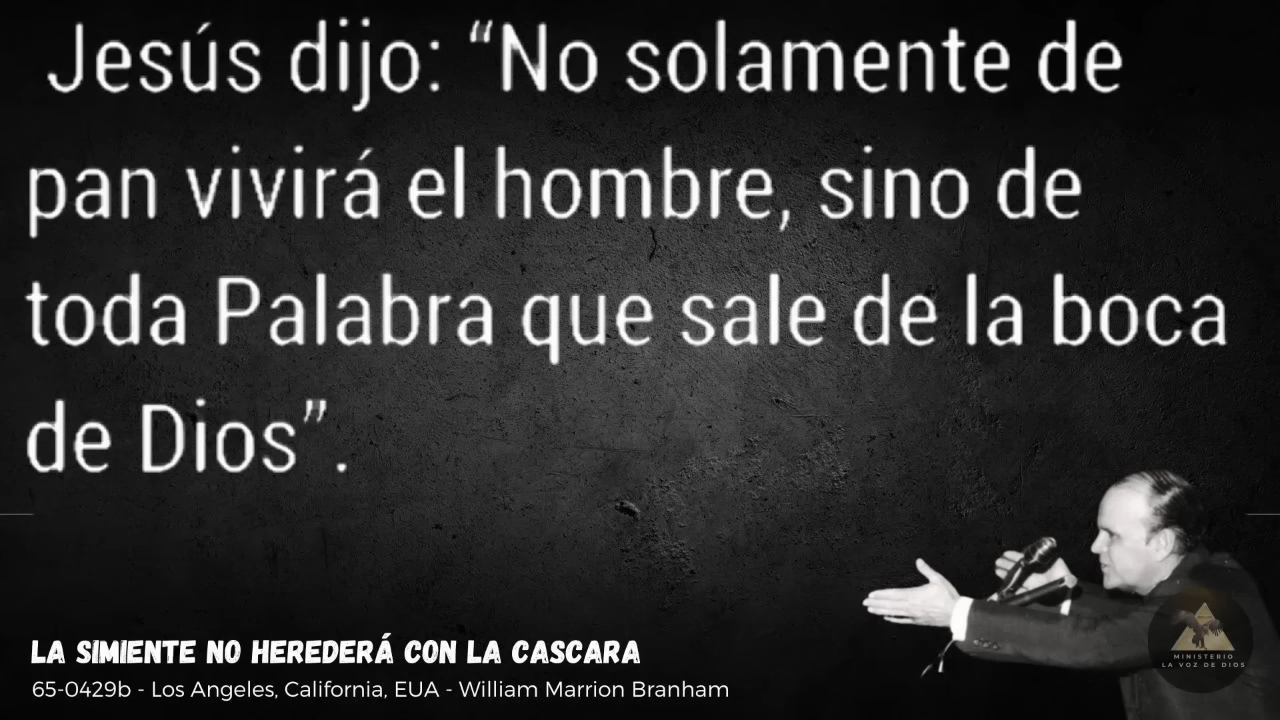 Jesús dijo: “No solamente de
pan vivirá el hombre, sino de
toda Palabra que sale de la boca
de Dios”.
LA SIMIENTE NO HEREDERÁ CON LA CASCARA
65-0429b - Los Angeles, California, EUA - William Marrion Branham
MINISTERIO
LA VOZ DE DIOS